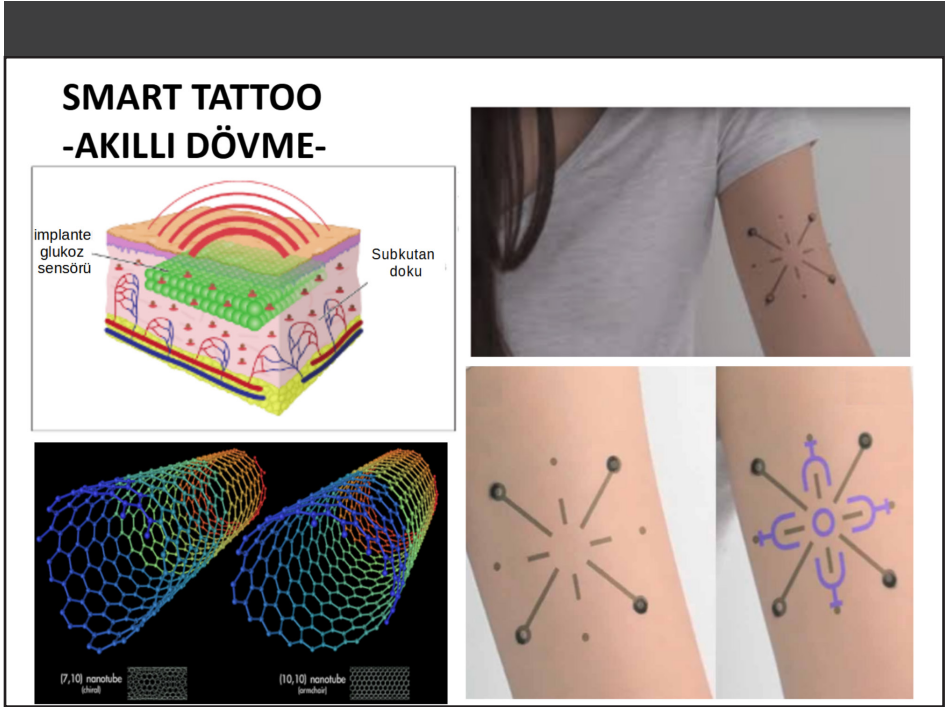 SMART TATTOO
-AKILLI DÖVME-
implante
glukoz
sensörü
Subkutan
doku
(7,10) nanotube
(chiral)
(10,10) nanotube
(armchair)